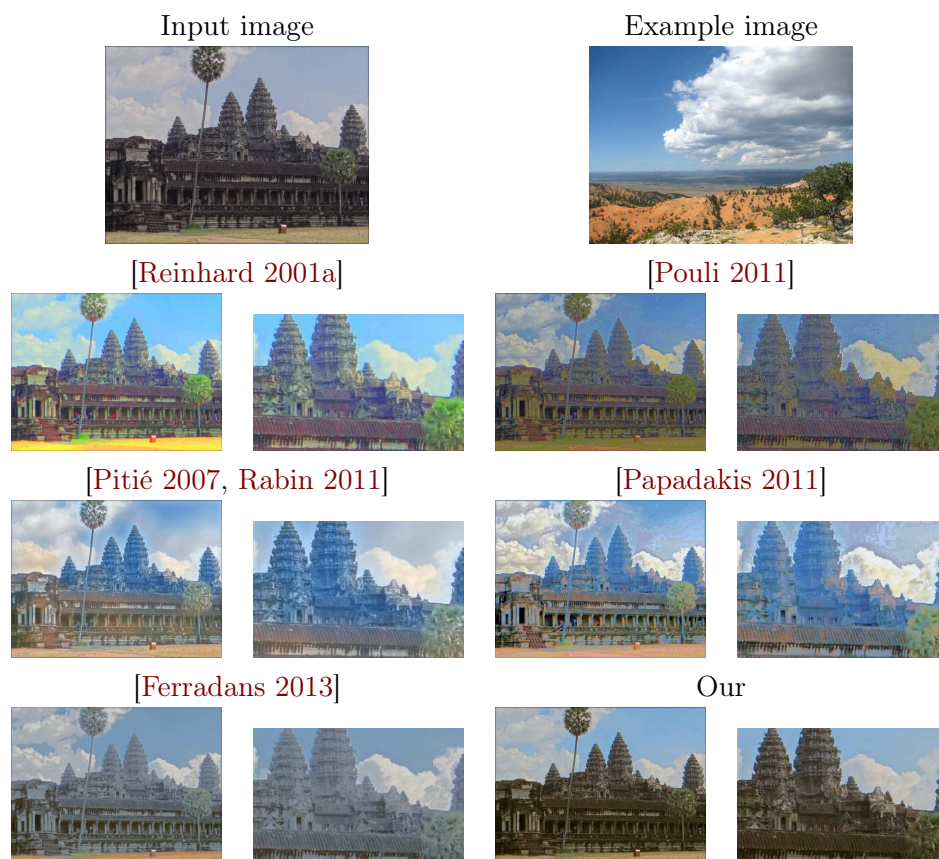 Input image
Example image
[Reinhard 2001a]
[Pouli 2011]
[Pitié 2007, Rabin 2011]
[Papadakis 2011]
[Ferradans 2013]
Our